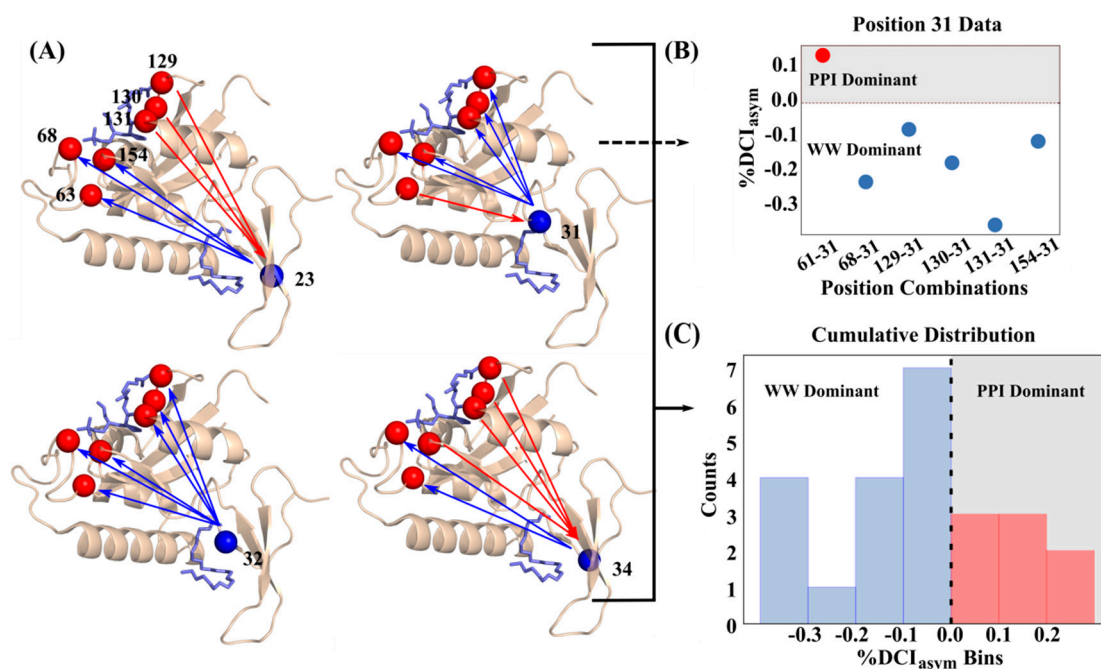 (A)
129
130
131
68
154
63
23
31
32
34
(B)
Position 31 Data
%DCIasym
0.1
0.0
-0.1
-0.2
-0.3
PPI Dominant
WW Dominant
61-31
68-31
129-31
130-31
131-31
154-31
Position Combinations
(C)
Cumulative Distribution
Counts
7
6
5
4
3
2
1
0
WW Dominant
PPI Dominant
-0.3
-0.2
-0.1
0.0
0.1
0.2
%DCIasym Bins